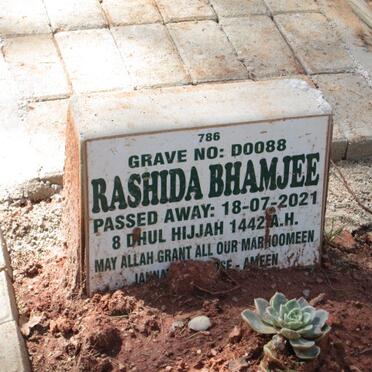 786
GRAVE NO: D0088
RASHIDA BHAMJEE
PASSED AWAY: 18-07-2021
8 DHUL HIJJAH 1442 A.H.
MAY ALLAH GRANT ALL OUR MARHOOMEEN
AMEEN